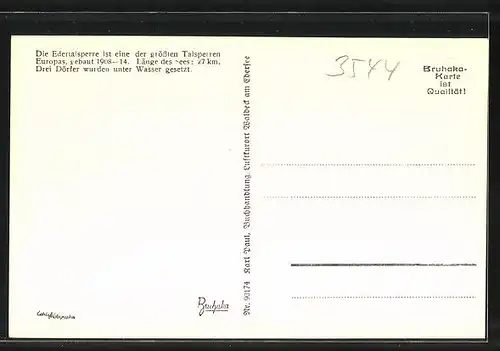 Die Edertalsperre ist eine der größten Talsperren
Europas, gebaut 1908—14. Länge des Sees: 27 km.
Drei Dörfer wurden unter Wasser gesetzt.
3544
Bruhaka-
Karte
ist
Qualität!
Nr. 90174 Karl Paul, Buchhandlung, Luftkurort Waldeck am Edersee
Bruhaka